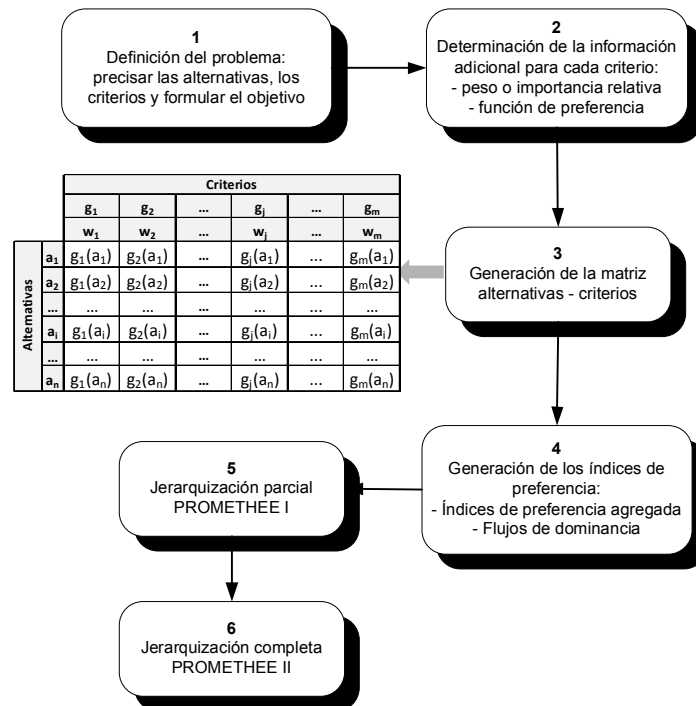 1
Definición del problema:
precisar las alternativas, los
criterios y formular el objetivo
2
Determinación de la información
adicional para cada criterio:
- peso o importancia relativa
- función de preferencia
Criterios
g1 g2 ... gj ... gm
w1 w2 ... wj ... wm
Alternativas
a1 g1(a1) g2(a1) ... gj(a1) ... gm(a1)
a2 g1(a2) g2(a2) ... gj(a2) ... gm(a2)
... ... ... ... ... ... ...
ai g1(ai) g2(ai) ... gj(ai) ... gm(ai)
... ... ... ... ... ... ...
an g1(an) g2(an) ... gj(an) ... gm(an)
3
Generación de la matriz
alternativas - criterios
4
Generación de los índices de
preferencia:
- Índices de preferencia agregada
- Flujos de dominancia
5
Jerarquización parcial
PROMETHEE I
6
Jerarquización completa
PROMETHEE II